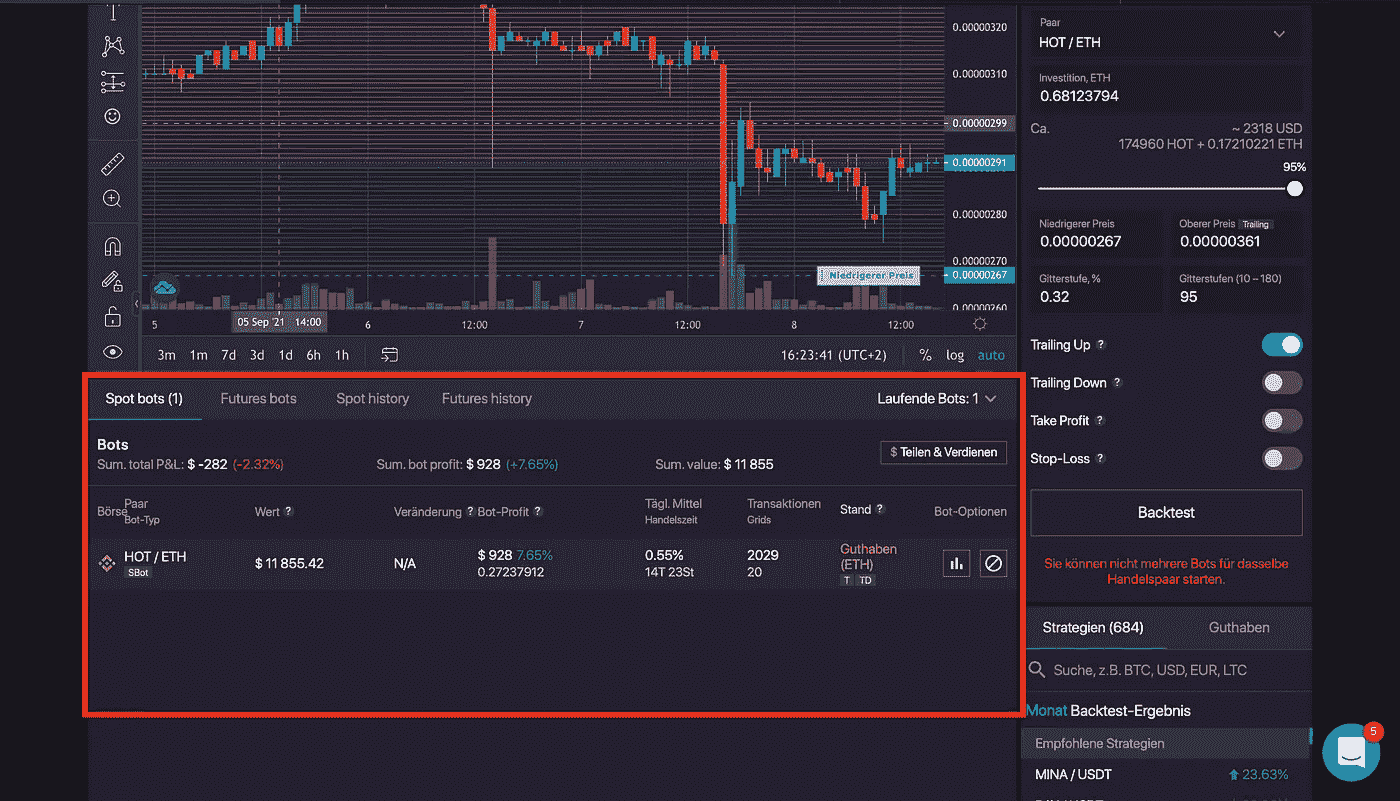 0.00000320
0.00000310
0.00000299
0.00000291
0.00000280
0.00000270
Niedrigerer Preis
0.00000267
0.00000260
5
05 Sep '21 14:00
6
12:00
7
12:00
8
12:00
3m 1m 7d 3d 1d 6h 1h
16:23:41 (UTC+2) % log auto
Paar
HOT / ETH
Investition, ETH
0.68123794
Ca. ~ 2318 USD
174960 HOT + 0.17210221 ETH
95%
Niedrigerer Preis
0.00000267
Oberer Preis Trailing
0.00000361
Gitterstufe, %
0.32
Gitterstufen (10 – 180)
95
Trailing Up ?
Trailing Down ?
Take Profit ?
Stop-Loss ?
Backtest
Sie können nicht mehrere Bots für dasselbe
Handelspaar starten.
Spot bots (1) Futures bots Spot history Futures history Laufende Bots: 1
Bots
Sum. total P&L: $ -282 (-2.32%) Sum. bot profit: $ 928 (+7.65%) Sum. value: $ 11 855
$ Teilen & Verdienen
Börse Paar Wert ? Veränderung ? Bot-Profit ? Tägl. Mittel Transaktionen Stand ? Bot-Optionen
Bot-Typ Handelszeit Grids
HOT / ETH $ 11 855.42 N/A $ 928 7.65% 0.55% 2029 Guthaben
SBot 0.27237912 14T 23St 20 (ETH)
T TD
Strategien (684) Guthaben
Suche, z.B. BTC, USD, EUR, LTC
Monat Backtest-Ergebnis
Empfohlene Strategien
MINA / USDT 23.63%
5